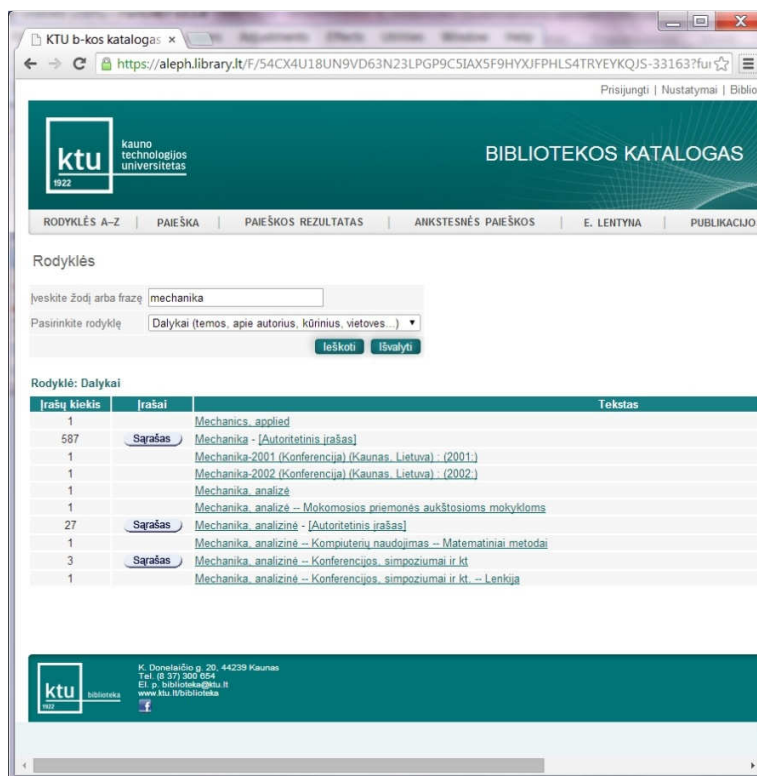 KTU b-kos katalogas
https://aleph.library.lt/F/54CX4U18UN9VD63N23LPGP9C5IAX5F9HYXJFPHLS4TRYEYKQJS-33163?fu
Prisijungti | Nustatymai | Biblio
ktu
1922
kauno
technologijos
universitetas
BIBLIOTEKOS KATALOGAS
RODYKLĖS A–Z | PAIEŠKA | PAIEŠKOS REZULTATAS | ANKSTESNĖS PAIEŠKOS | E. LENTYNA | PUBLIKACIJO
Rodyklės
Įveskite žodį arba frazę mechanika
Pasirinkite rodyklę Dalykai (temos, apie autorius, kūrinius, vietoves...)
Ieškoti Išvalyti
Rodyklė: Dalykai
Įrašų kiekis Įrašai Tekstas
1 Mechanics, applied
587 Sąrašas Mechanika - [Autoritetinis įrašas]
1 Mechanika-2001 (Konferencija) (Kaunas, Lietuva) : (2001:)
1 Mechanika-2002 (Konferencija) (Kaunas, Lietuva) : (2002:)
1 Mechanika, analizė
1 Mechanika, analizė -- Mokomosios priemonės aukštosioms mokykloms
27 Sąrašas Mechanika, analizinė - [Autoritetinis įrašas]
1 Mechanika, analizinė -- Kompiuterių naudojimas -- Matematiniai metodai
3 Sąrašas Mechanika, analizinė -- Konferencijos, simpoziumai ir kt
1 Mechanika, analizinė -- Konferencijos, simpoziumai ir kt. -- Lenkija
ktu
1922
biblioteka
K. Donelaičio g. 20, 44239 Kaunas
Tel. (8 37) 300 654
El. p. biblioteka@ktu.lt
www.ktu.lt/biblioteka
f